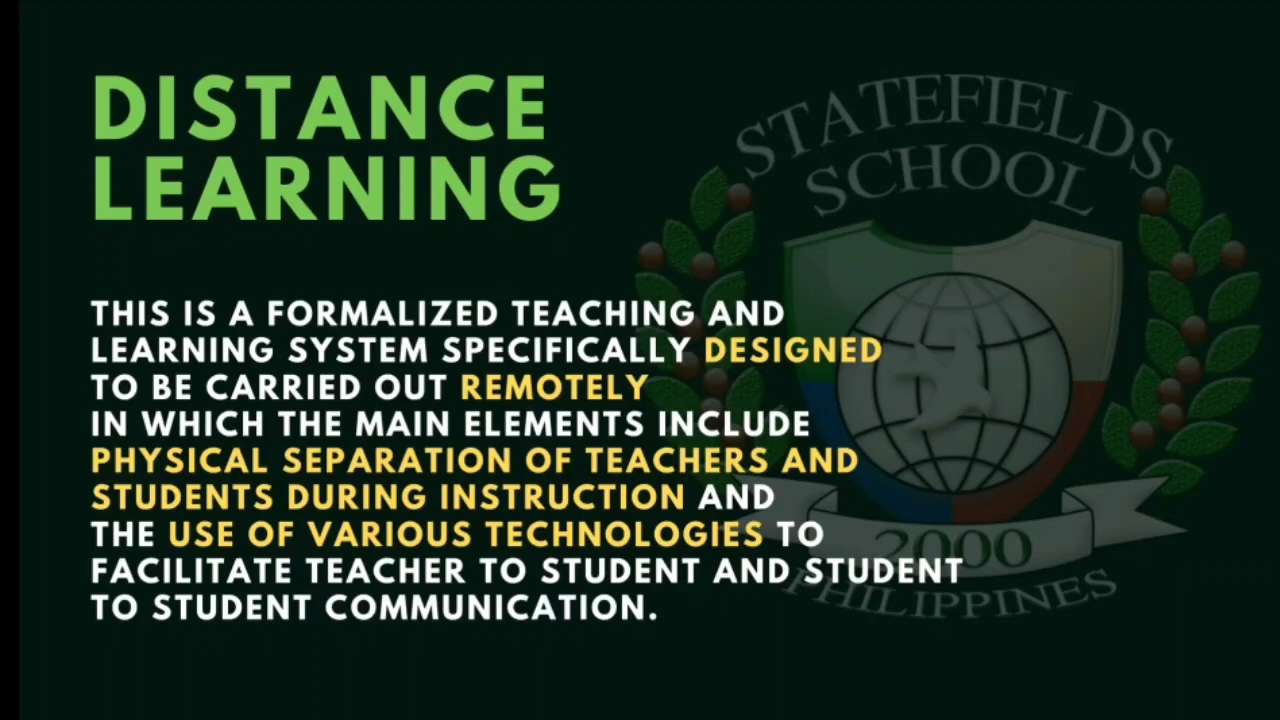 DISTANCE
LEARNING
THIS IS A FORMALIZED TEACHING AND
LEARNING SYSTEM SPECIFICALLY DESIGNED
TO BE CARRIED OUT REMOTELY
IN WHICH THE MAIN ELEMENTS INCLUDE
PHYSICAL SEPARATION OF TEACHERS AND
STUDENTS DURING INSTRUCTION AND
THE USE OF VARIOUS TECHNOLOGIES TO
FACILITATE TEACHER TO STUDENT AND STUDENT
TO STUDENT COMMUNICATION.
STATEFIELDS
SCHOOL
2000
PHILIPPINES